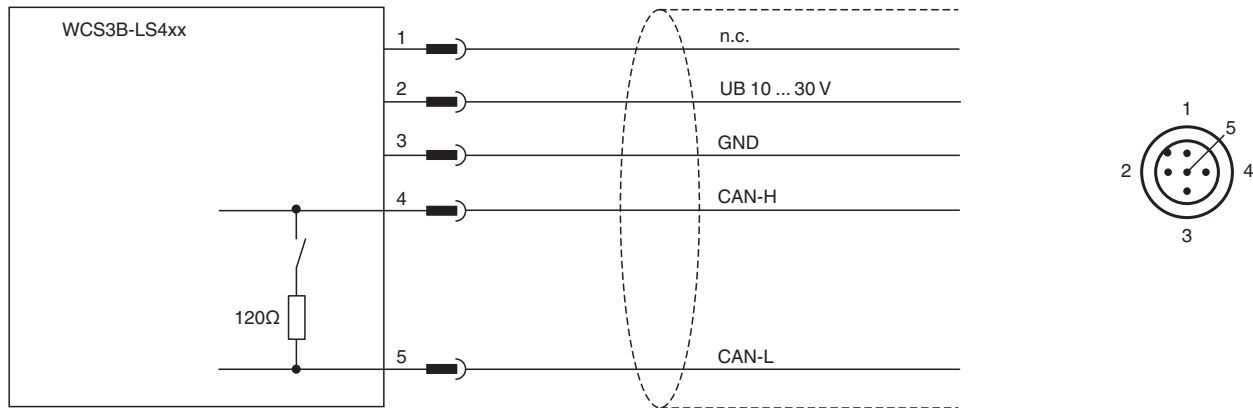 WCS3B-LS4xx
1
n.c.
2
UB 10 ... 30 V
3
GND
4
CAN-H
120Ω
5
CAN-L
1
5
2
4
3